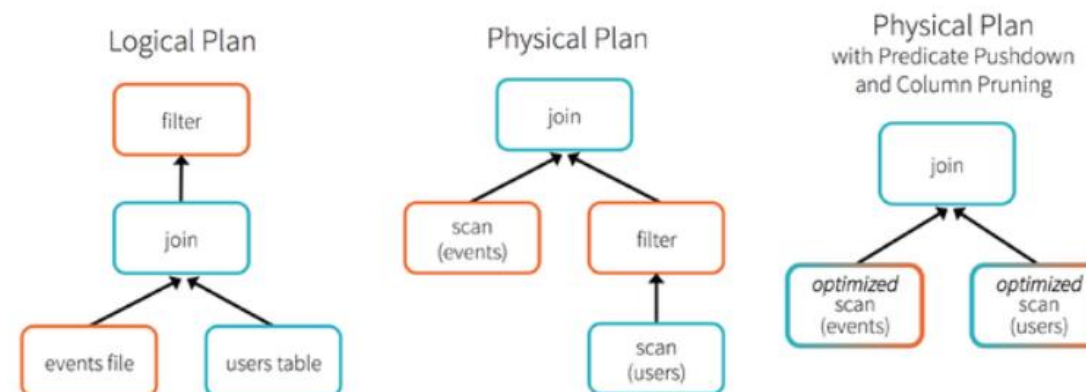 Logical Plan
filter
join
events file
users table
Physical Plan
join
scan
(events)
filter
scan
(users)
Physical Plan
with Predicate Pushdown
and Column Pruning
join
optimized
scan
(events)
optimized
scan
(users)